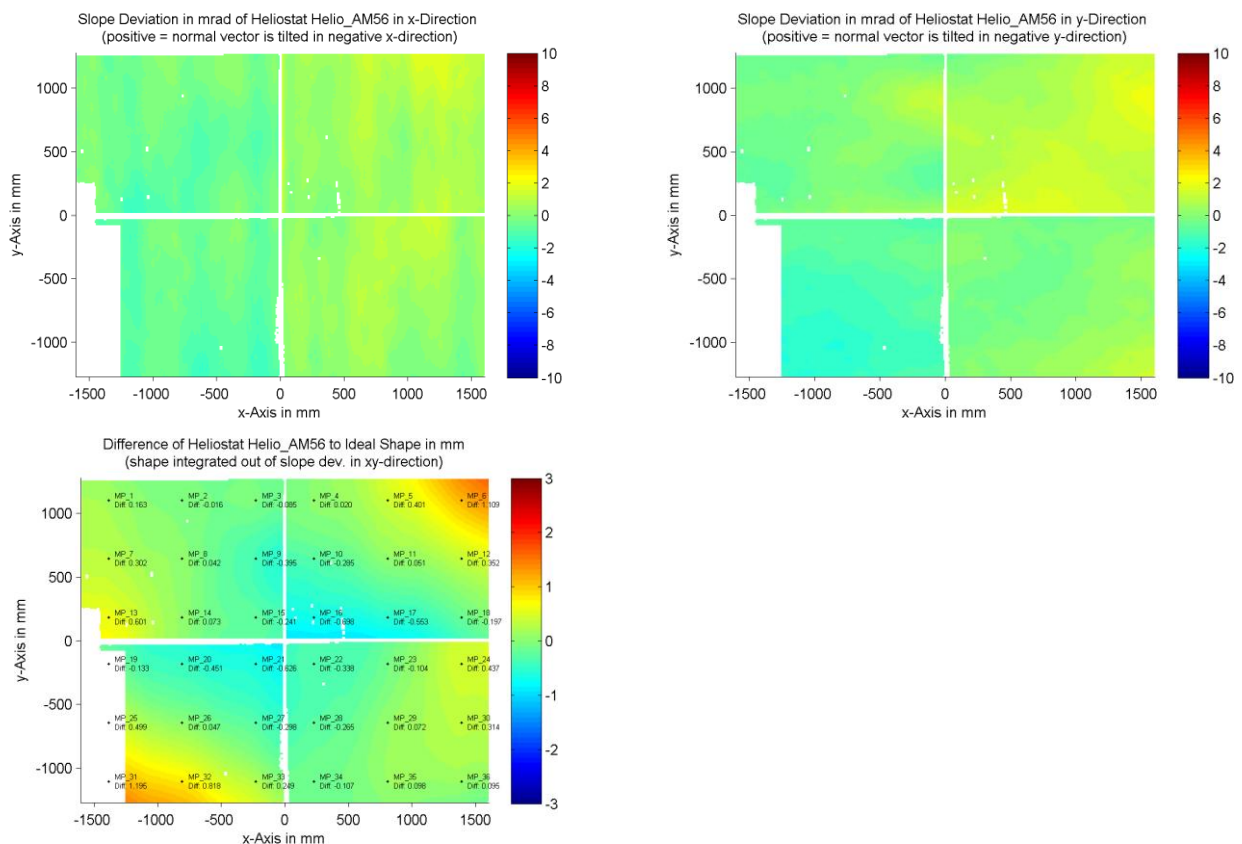 Slope Deviation in mrad of Heliostat Helio_AM56 in x-Direction
(positive = normal vector is tilted in negative x-direction)
1000
500
0
-500
-1000
y-Axis in mm
-1500 -1000 -500 0 500 1000 1500
x-Axis in mm
10
8
6
4
2
0
-2
-4
-6
-8
-10
Slope Deviation in mrad of Heliostat Helio_AM56 in y-Direction
(positive = normal vector is tilted in negative y-direction)
1000
500
0
-500
-1000
y-Axis in mm
-1500 -1000 -500 0 500 1000 1500
x-Axis in mm
10
8
6
4
2
0
-2
-4
-6
-8
-10
Difference of Heliostat Helio_AM56 to Ideal Shape in mm
(shape integrated out of slope dev. in xy-direction)
1000
500
0
-500
-1000
y-Axis in mm
MP_1 MP_2 MP_3 MP_4 MP_5 MP_6
Diff: 0.163 Diff: -0.016 Diff: -0.085 Diff: 0.020 Diff: 0.401 Diff: 1.109
MP_7 MP_8 MP_9 MP_10 MP_11 MP_12
Diff: 0.302 Diff: 0.042 Diff: -0.395 Diff: -0.285 Diff: 0.051 Diff: 0.352
MP_13 MP_14 MP_15 MP_16 MP_17 MP_18
Diff: 0.601 Diff: 0.073 Diff: -0.241 Diff: -0.698 Diff: -0.553 Diff: -0.197
MP_19 MP_20 MP_21 MP_22 MP_23 MP_24
Diff: -0.133 Diff: -0.451 Diff: -0.626 Diff: -0.338 Diff: -0.104 Diff: 0.437
MP_25 MP_26 MP_27 MP_28 MP_29 MP_30
Diff: 0.499 Diff: 0.047 Diff: -0.298 Diff: -0.265 Diff: 0.072 Diff: 0.314
MP_31 MP_32 MP_33 MP_34 MP_35 MP_36
Diff: 1.195 Diff: 0.818 Diff: 0.249 Diff: -0.107 Diff: 0.098 Diff: 0.095
-1500 -1000 -500 0 500 1000 1500
x-Axis in mm
3
2
1
0
-1
-2
-3